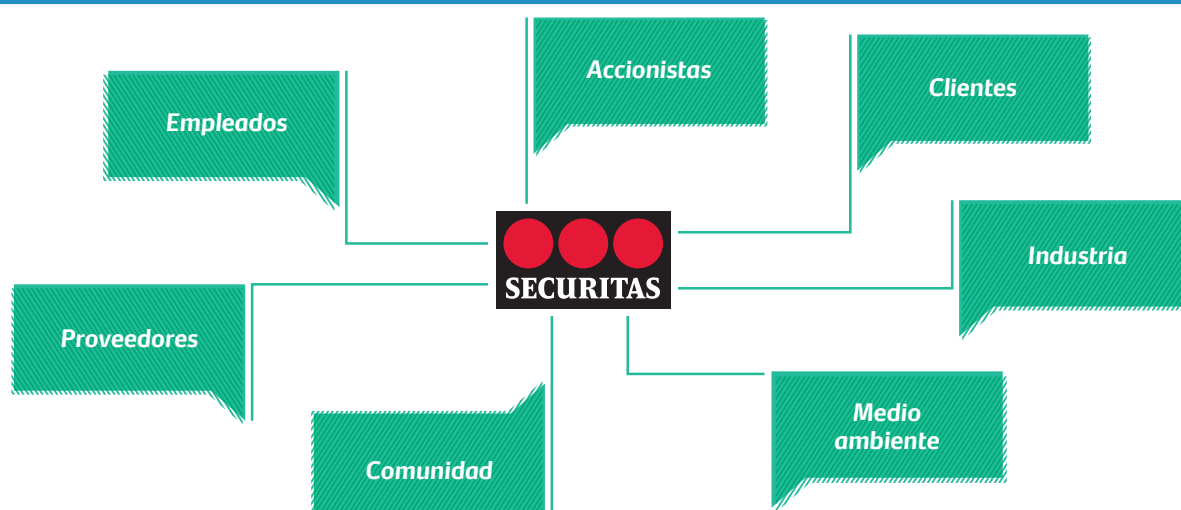 Accionistas
Clientes
Empleados
Industria
SECURITAS
Proveedores
Medio
ambiente
Comunidad